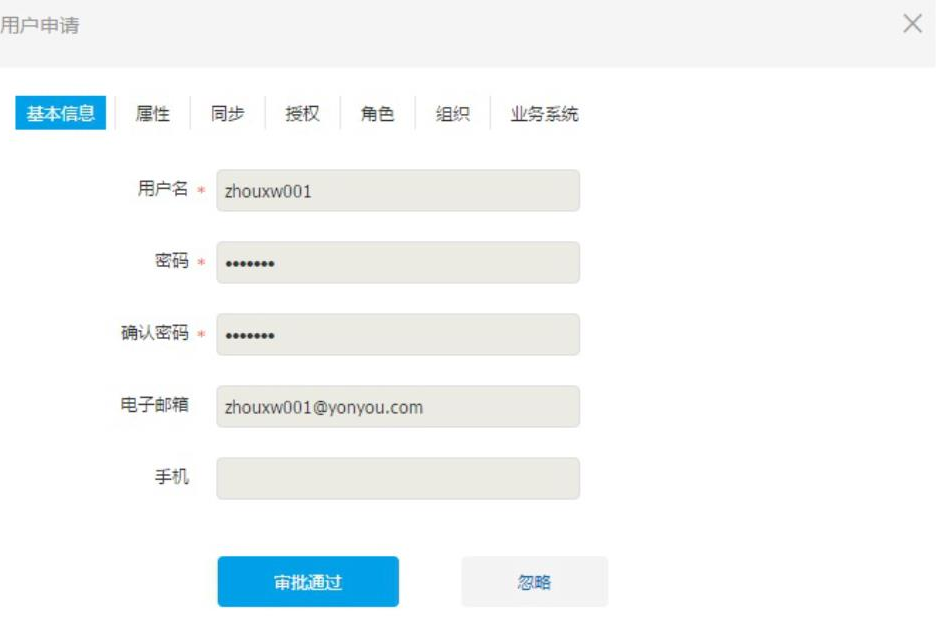 用户申请
基本信息 属性 同步 授权 角色 组织 业务系统
用户名 * zhouxw001
密码 * •••••••
确认密码 * •••••••
电子邮箱 zhouxw001@yonyou.com
手机
审批通过 忽略